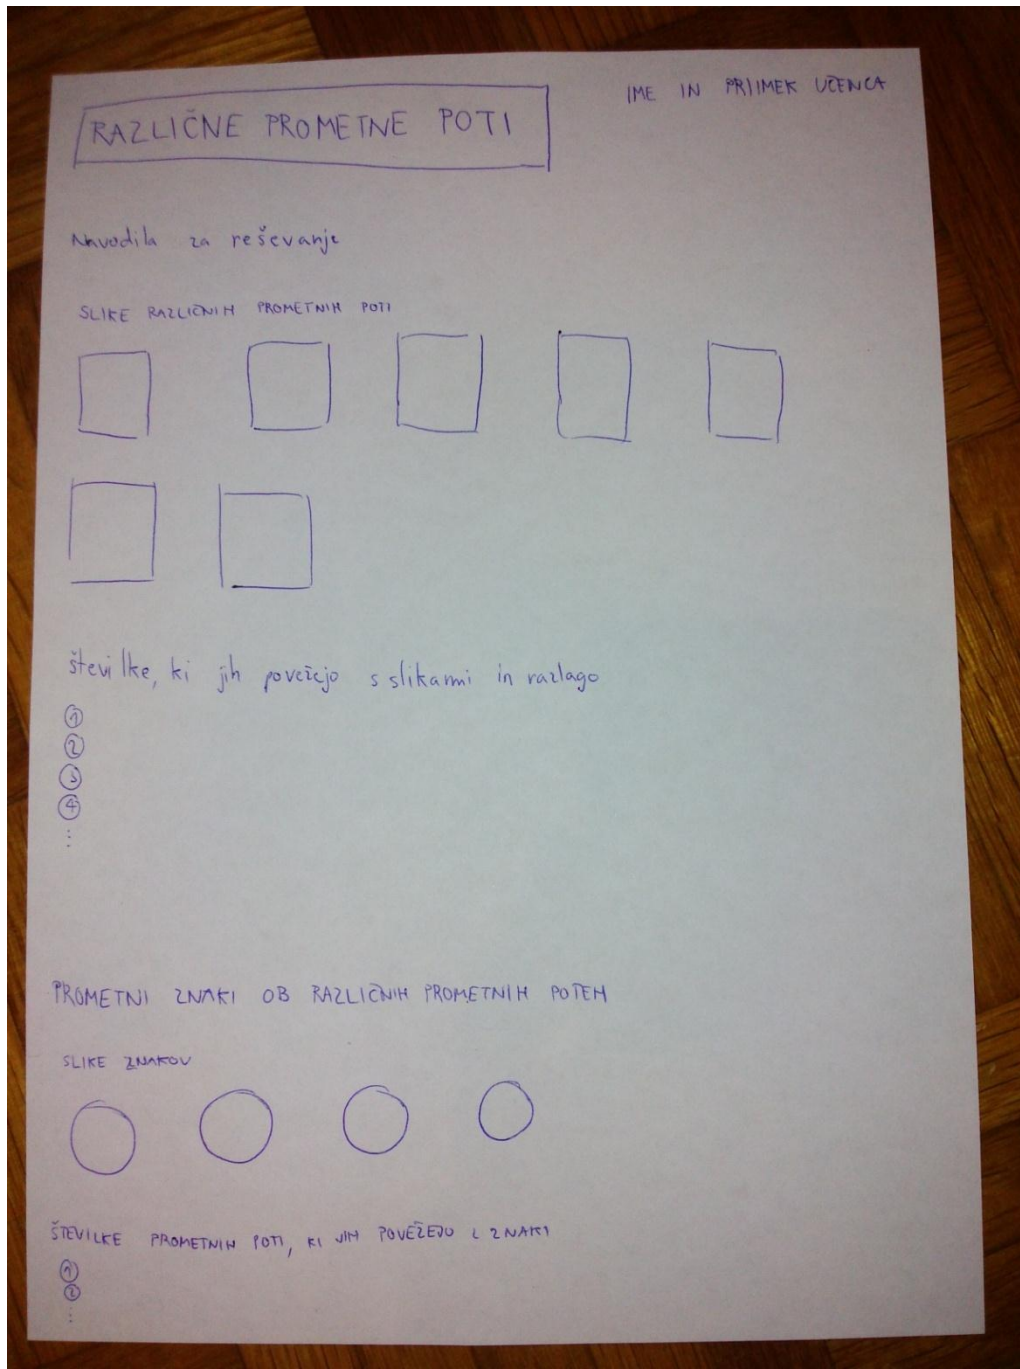 IME IN PRIIMEK UČENCA
RAZLIČNE PROMETNE POTI
Navodila za reševanje
SLIKE RAZLIČNIH PROMETNIH POTI
številke, ki jih povežejo s slikami in razlago
1
2
3
4
...
PROMETNI ZNAKI OB RAZLIČNIH PROMETNIH POTEH
SLIKE ZNAKOV
ŠTEVILKE PROMETNIH POTI, KI JIH POVEŽEJO Z ZNAKI
1
2
...